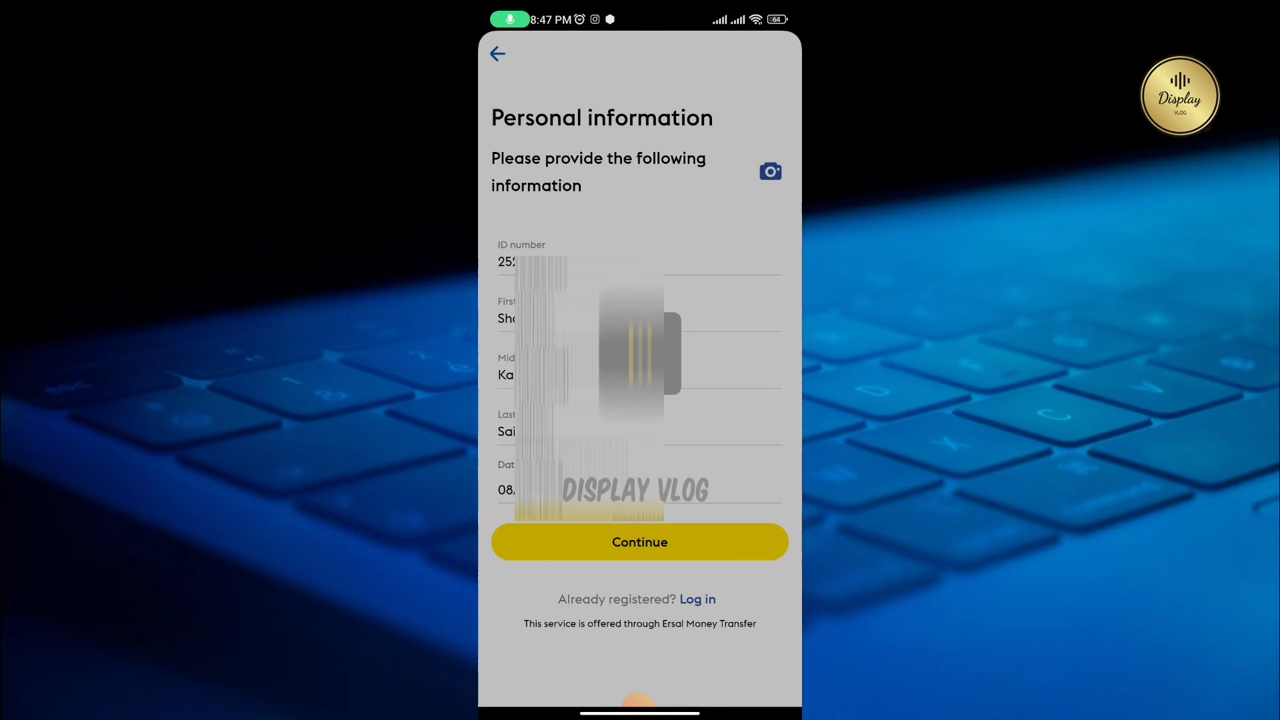 8:47 PM
64
Display
VLOG
Personal information
Please provide the following
information
ID number
252
First
Sho
Mid
Ka
Last
Sai
Dat
08
DISPLAY VLOG
Continue
Already registered? Log in
This service is offered through Ersal Money Transfer